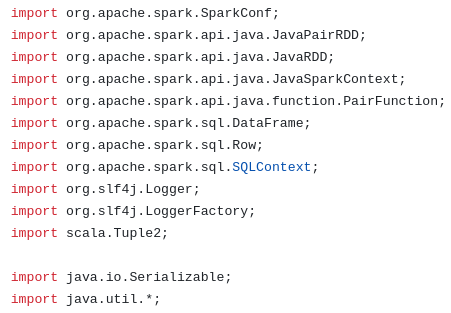 import org.apache.spark.SparkConf;
import org.apache.spark.api.java.JavaPairRDD;
import org.apache.spark.api.java.JavaRDD;
import org.apache.spark.api.java.JavaSparkContext;
import org.apache.spark.api.java.function.PairFunction;
import org.apache.spark.sql.DataFrame;
import org.apache.spark.sql.Row;
import org.apache.spark.sql.SQLContext;
import org.slf4j.Logger;
import org.slf4j.LoggerFactory;
import scala.Tuple2;
import java.io.Serializable;
import java.util.*;